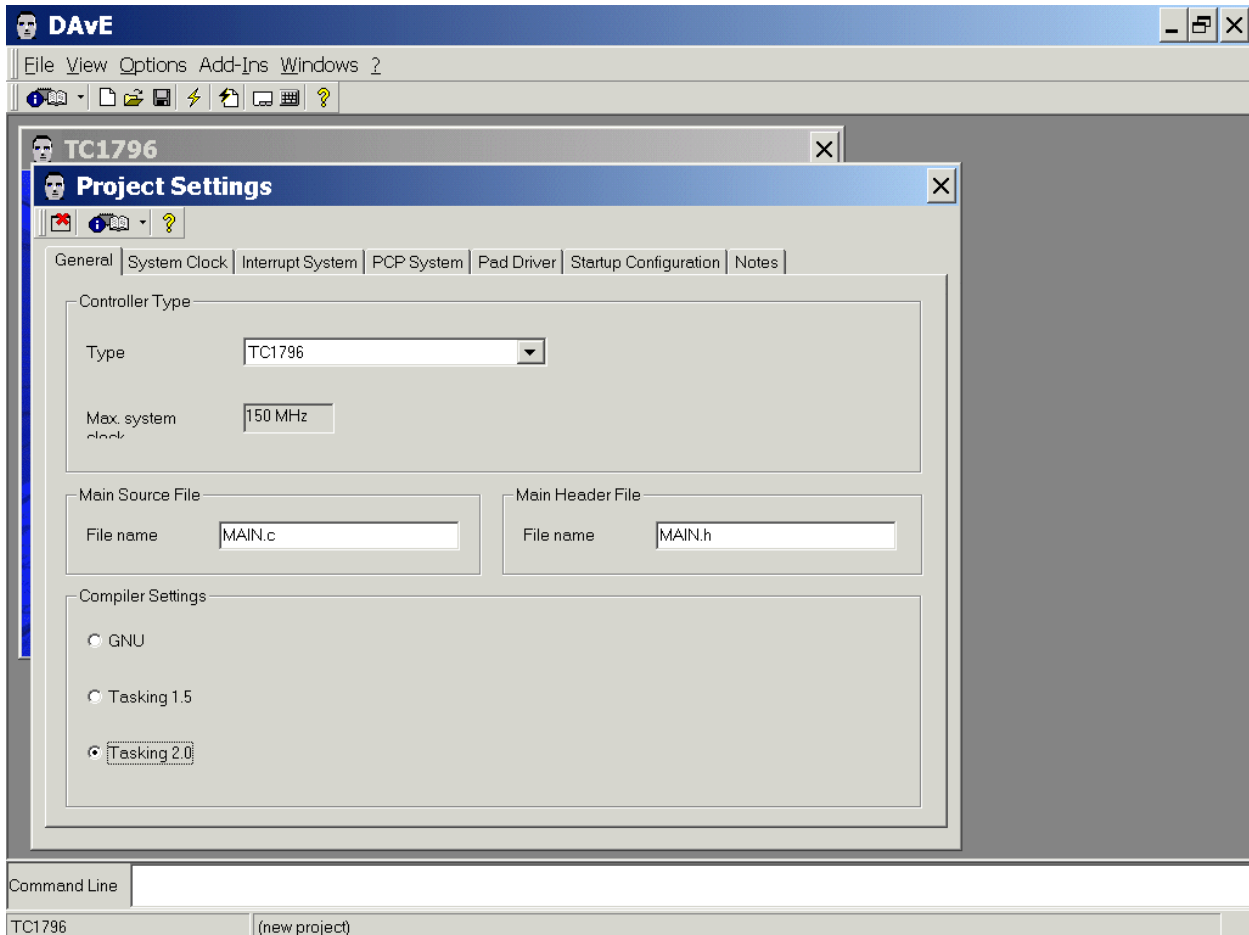 DAvE
File View Options Add-Ins Windows ?
TC1796
Project Settings
General System Clock Interrupt System PCP System Pad Driver Startup Configuration Notes
Controller Type
Type TC1796
Max. system 150 MHz
clock
Main Source File Main Header File
File name MAIN.c File name MAIN.h
Compiler Settings
GNU
Tasking 1.5
Tasking 2.0
Command Line
TC1796 (new project)